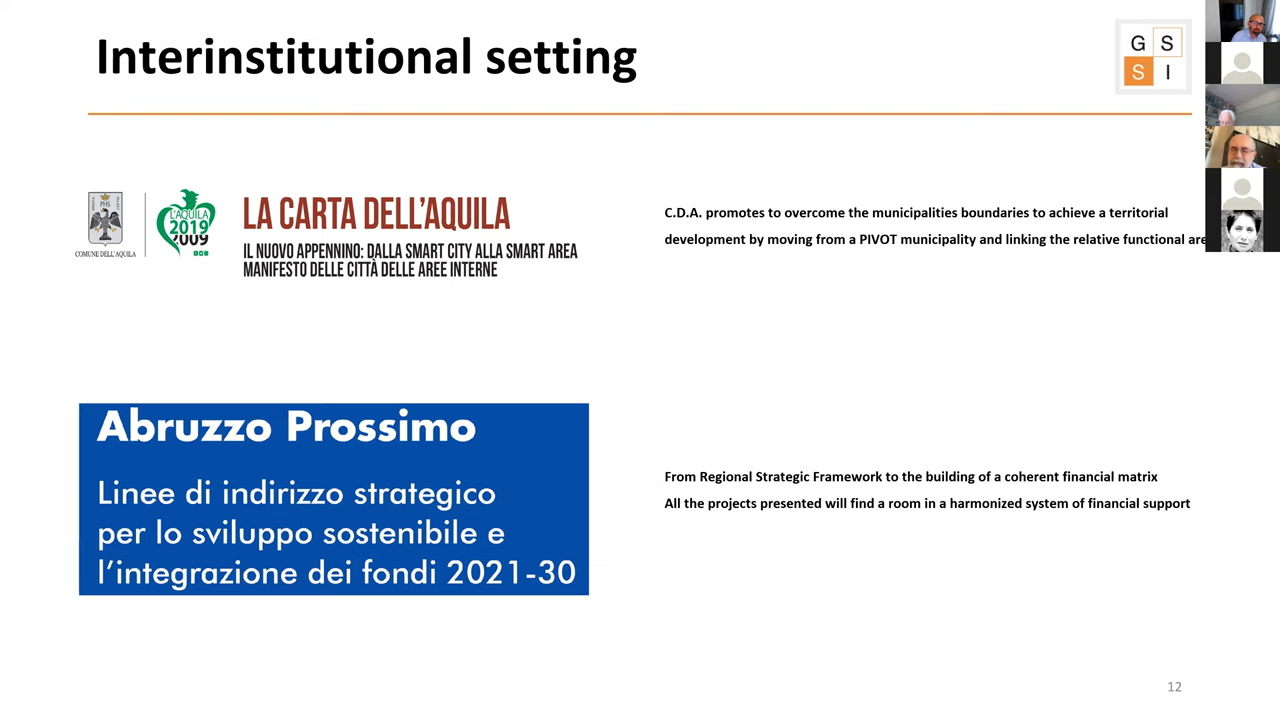 Interinstitutional setting
G S
S I
PHS
COMUNE DELL'AQUILA
L'AQUILA
2019
2009
LA CARTA DELL'AQUILA
IL NUOVO APPENNINO: DALLA SMART CITY ALLA SMART AREA
MANIFESTO DELLE CITTÀ DELLE AREE INTERNE
C.D.A. promotes to overcome the municipalities boundaries to achieve a territorial
development by moving from a PIVOT municipality and linking the relative functional are
Abruzzo Prossimo
Linee di indirizzo strategico
per lo sviluppo sostenibile e
l'integrazione dei fondi 2021-30
From Regional Strategic Framework to the building of a coherent financial matrix
All the projects presented will find a room in a harmonized system of financial support
12